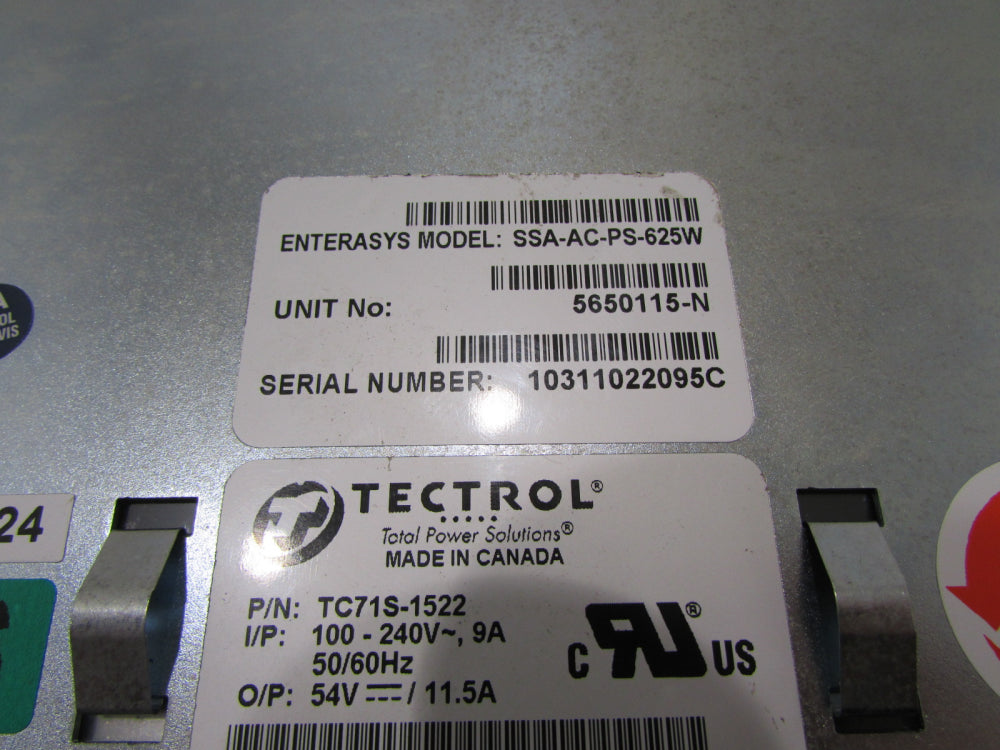 ENTERASYS MODEL: SSA-AC-PS-625W
UNIT No: 5650115-N
SERIAL NUMBER: 10311022095C
TECTROL®
Total Power Solutions®
MADE IN CANADA
P/N: TC71S-1522
I/P: 100 - 240V~, 9A
50/60Hz
O/P: 54V ⎓ / 11.5A
C RU® US
24